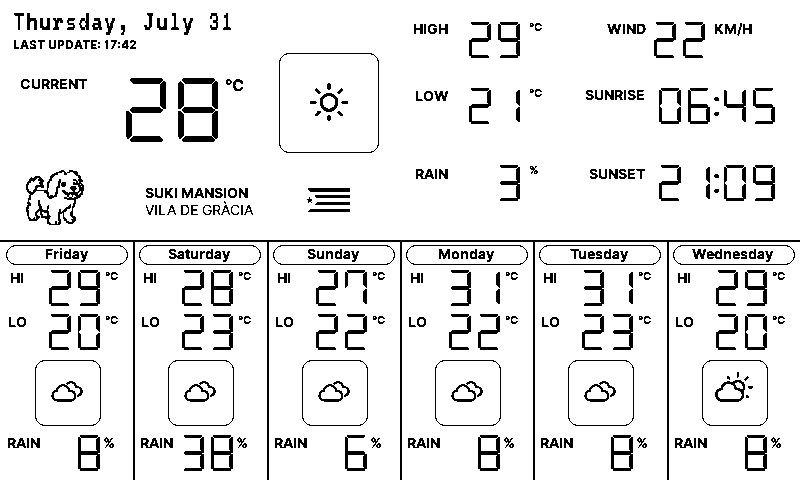 Thursday, July 31
LAST UPDATE: 17:42
CURRENT 28 °C
HIGH 29 °C
LOW 21 °C
RAIN 3 %
WIND 22 KM/H
SUNRISE 06:45
SUNSET 21:09
SUKI MANSION
VILA DE GRÀCIA
Friday
HI 29 °C
LO 20 °C
RAIN 8 %
Saturday
HI 28 °C
LO 23 °C
RAIN 38 %
Sunday
HI 27 °C
LO 22 °C
RAIN 6 %
Monday
HI 31 °C
LO 22 °C
RAIN 8 %
Tuesday
HI 31 °C
LO 23 °C
RAIN 8 %
Wednesday
HI 29 °C
LO 20 °C
RAIN 8 %